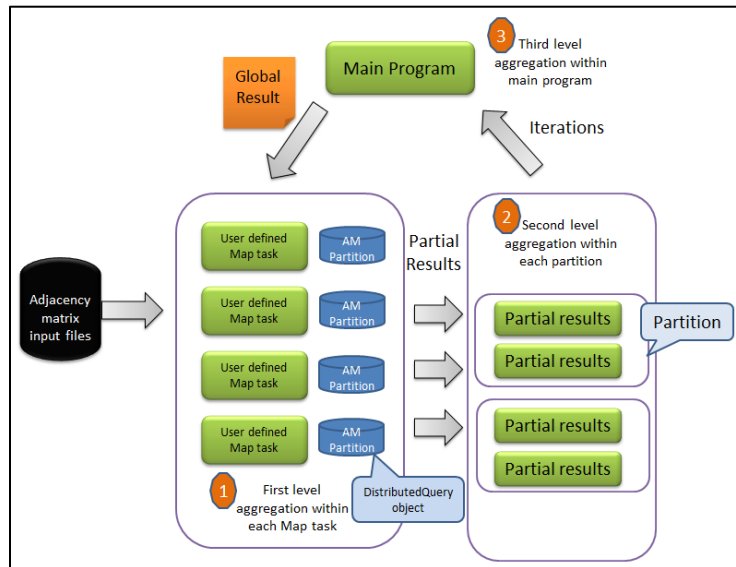 3
Third level
aggregation within
main program
Main Program
Global
Result
Iterations
2
Second level
aggregation within
each partition
User defined
Map task
AM
Partition
Partial
Results
User defined
Map task
AM
Partition
Partial results
Partition
Adjacency
matrix
input files
User defined
Map task
AM
Partition
Partial results
User defined
Map task
AM
Partition
Partial results
Partial results
1
First level
aggregation within
each Map task
DistributedQuery
object